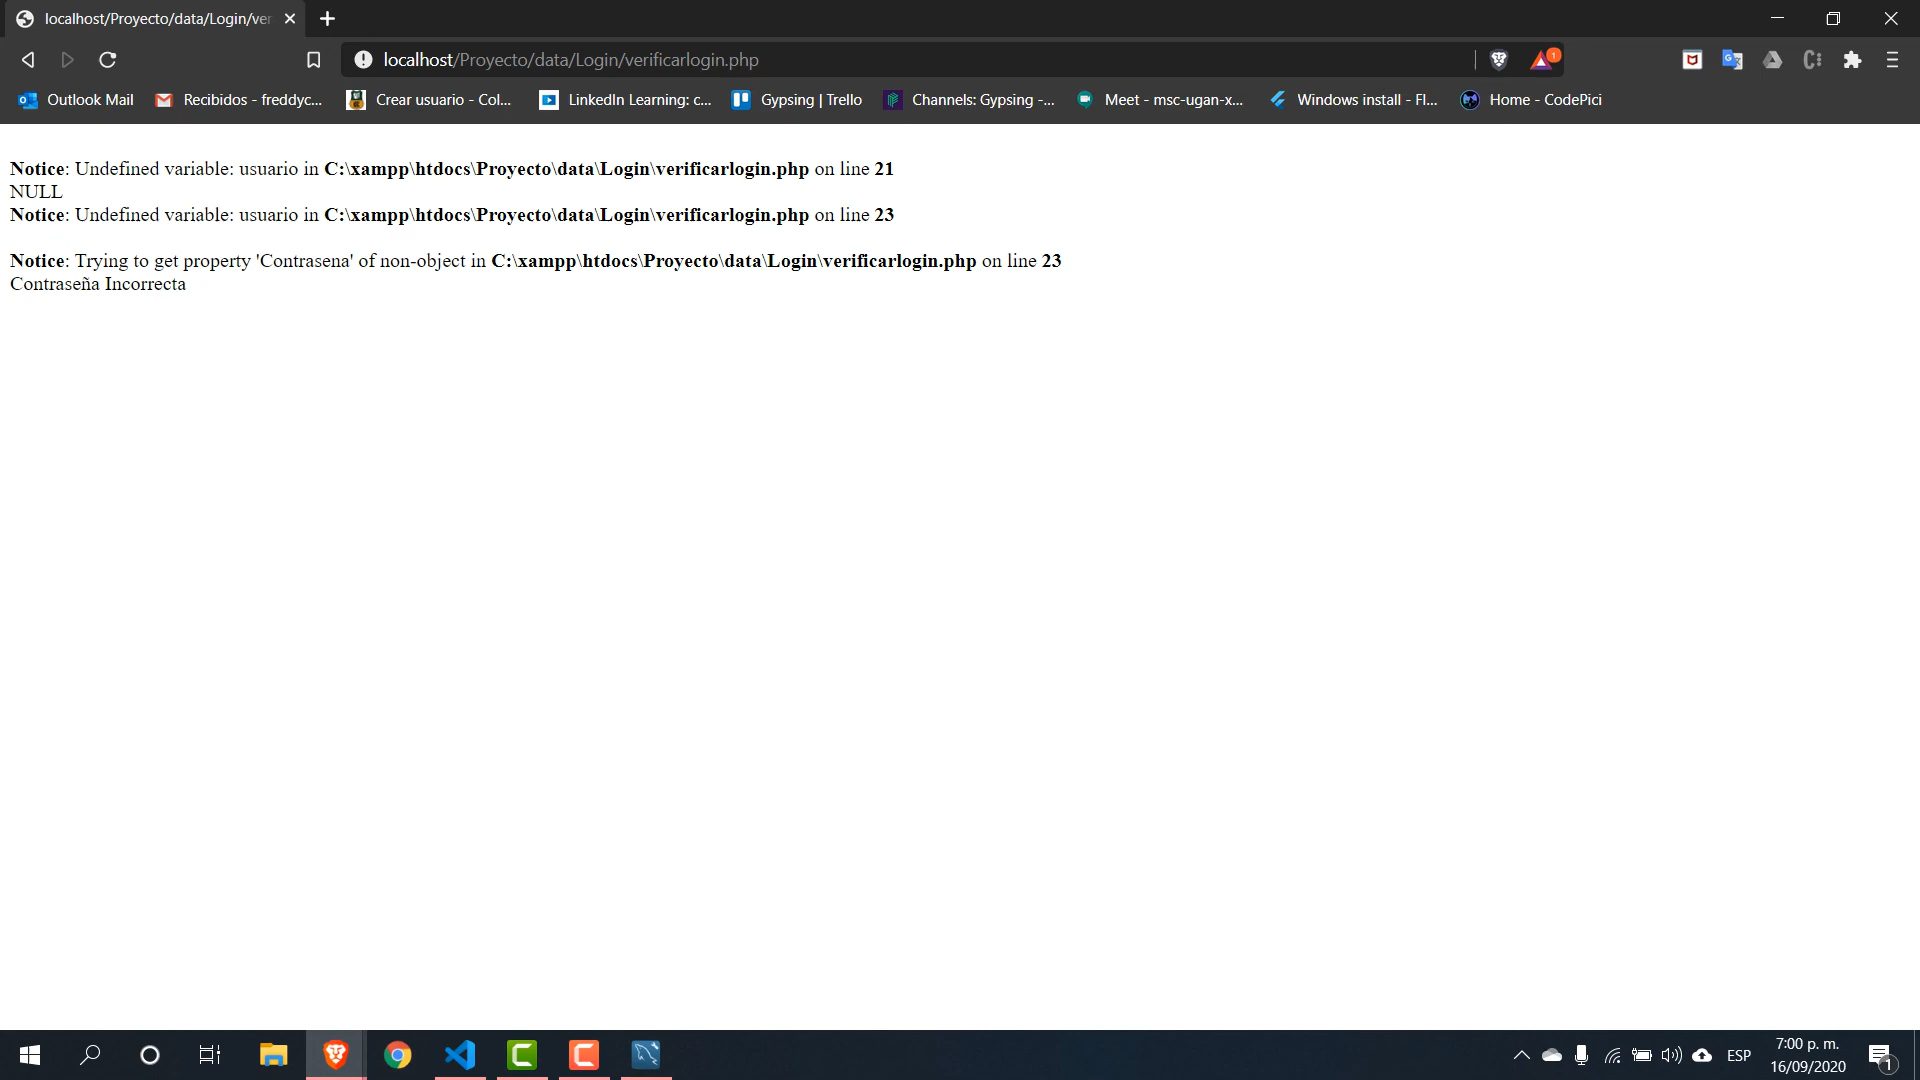 localhost/Proyecto/data/Login/ver
localhost/Proyecto/data/Login/verificarlogin.php
1
Outlook Mail
Recibidos - freddyc...
Crear usuario - Col...
LinkedIn Learning: c...
Gypsing | Trello
Channels: Gypsing -...
Meet - msc-ugan-x...
Windows install - Fl...
Home - CodePici
Notice: Undefined variable: usuario in C:\xampp\htdocs\Proyecto\data\Login\verificarlogin.php on line 21
NULL
Notice: Undefined variable: usuario in C:\xampp\htdocs\Proyecto\data\Login\verificarlogin.php on line 23
Notice: Trying to get property 'Contrasena' of non-object in C:\xampp\htdocs\Proyecto\data\Login\verificarlogin.php on line 23
Contraseña Incorrecta
ESP
7:00 p. m.
16/09/2020
1